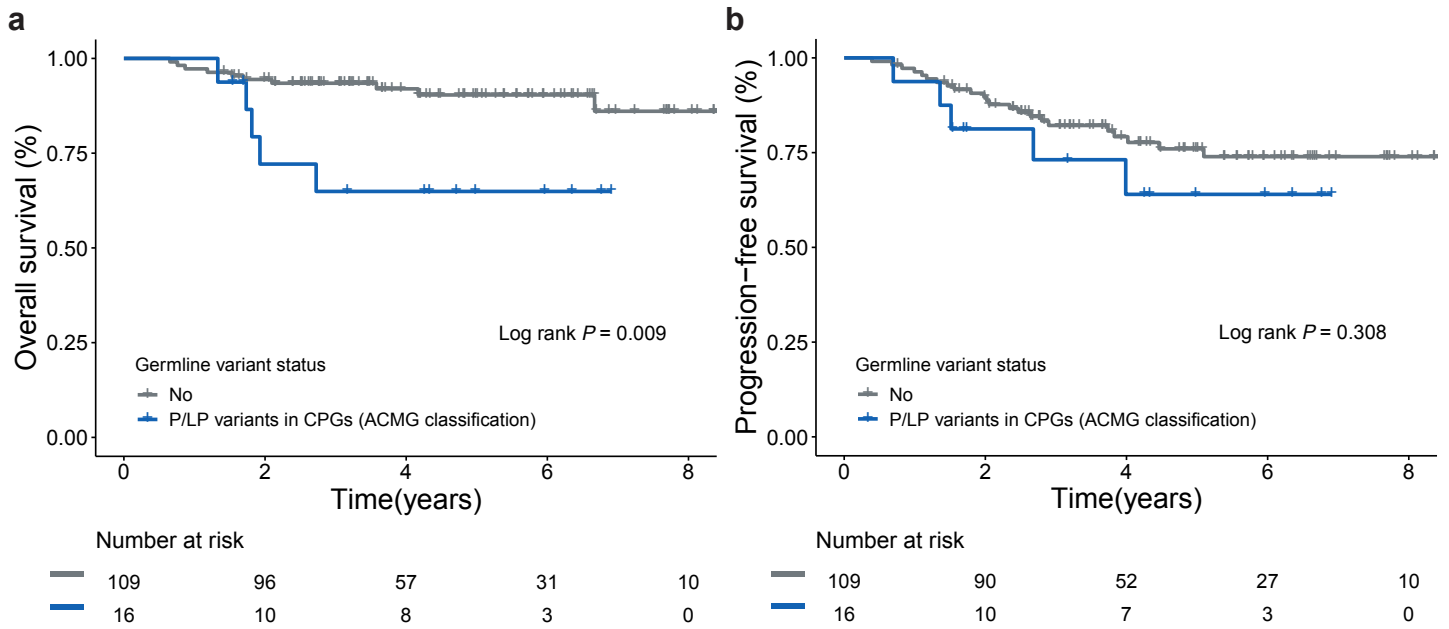 a
Overall survival (%)
1.00
0.75
0.50
0.25
0.00
Log rank P = 0.009
Germline variant status
No
P/LP variants in CPGs (ACMG classification)
0 2 4 6 8
Time(years)
Number at risk
109 96 57 31 10
16 10 8 3 0
b
Progression−free survival (%)
1.00
0.75
0.50
0.25
0.00
Log rank P = 0.308
Germline variant status
No
P/LP variants in CPGs (ACMG classification)
0 2 4 6 8
Time(years)
Number at risk
109 90 52 27 10
16 10 7 3 0